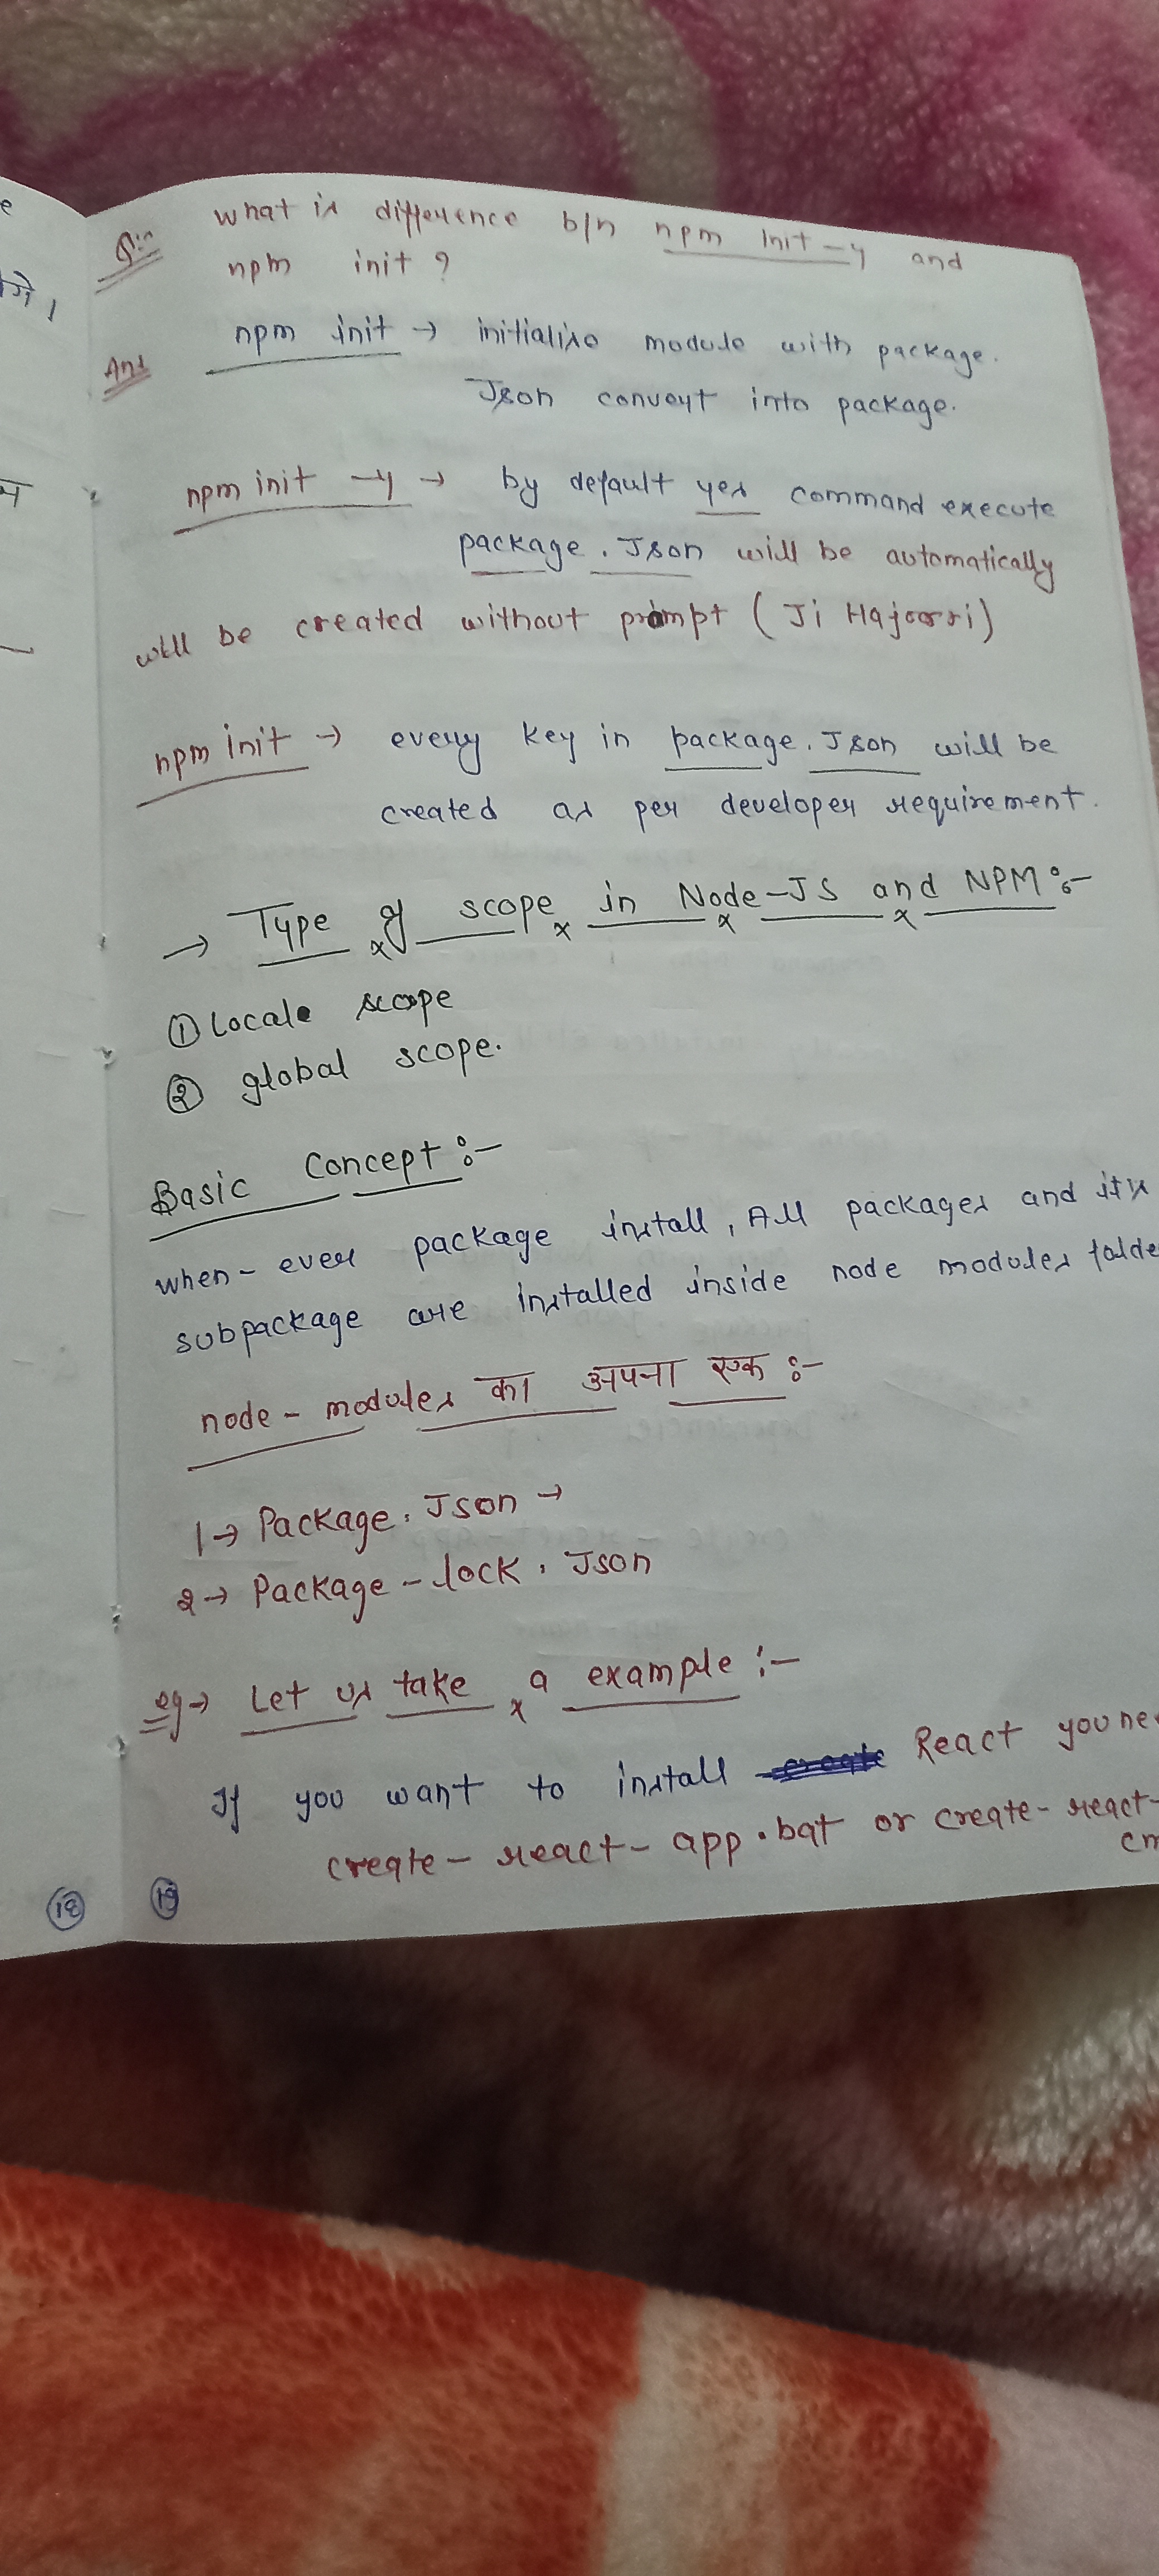 Qin What is difference b/n npm init -y and
npm init ?
Ans npm init → initialise module with package.
Json convert into package.
npm init -y → by default yes command execute
package. Json will be automatically
will be created without prompt (Ji Hajoorri)
npm init → every key in package. Json will be
created as per developer requirement.
→ Type of scope in Node-JS and NPM :-
① Locale scope
② global scope.
Basic Concept :-
when-ever package install, All packages and its
subpackage are installed inside node modules folde
node-modules का अपना एक :-
1→ Package. Json →
2→ Package-lock. Json
eg→ Let us take a example :-
If you want to install React you ne
create-react-app.bat or create-react-
cm
18 19